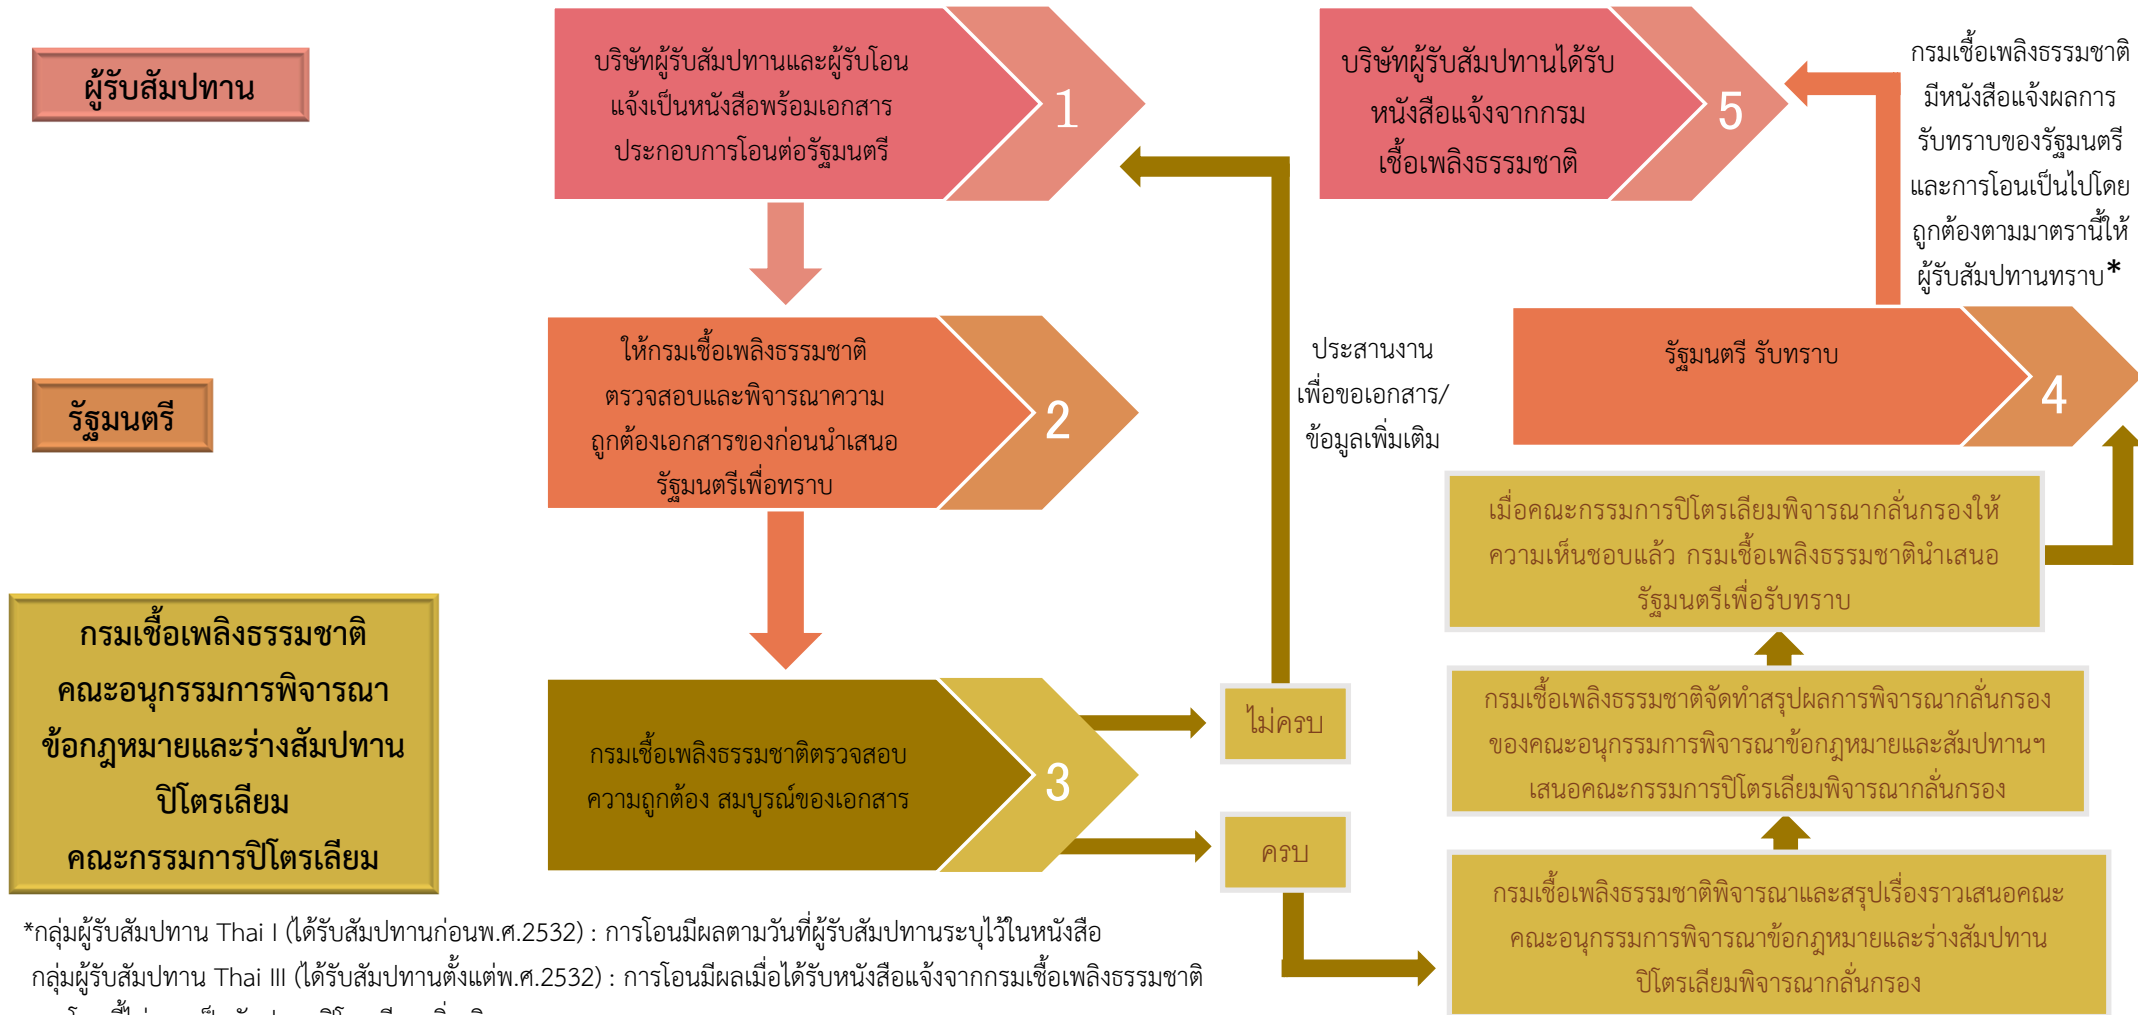 ผู้รับสัมปทาน
บริษัทผู้รับสัมปทานและผู้รับโอน
แจ้งเป็นหนังสือพร้อมเอกสาร
ประกอบการโอนต่อรัฐมนตรี
1
บริษัทผู้รับสัมปทานได้รับ
หนังสือแจ้งจากกรม
เชื้อเพลิงธรรมชาติ
5
กรมเชื้อเพลิงธรรมชาติ
มีหนังสือแจ้งผลการ
รับทราบของรัฐมนตรี
และการโอนเป็นไปโดย
ถูกต้องตามมาตรานี้ให้
ผู้รับสัมปทานทราบ*
รัฐมนตรี
ให้กรมเชื้อเพลิงธรรมชาติ
ตรวจสอบและพิจารณาความ
ถูกต้องเอกสารของก่อนนำเสนอ
รัฐมนตรีเพื่อทราบ
2
ประสานงาน
เพื่อขอเอกสาร/
ข้อมูลเพิ่มเติม
รัฐมนตรี รับทราบ
4
เมื่อคณะกรรมการปิโตรเลียมพิจารณากลั่นกรองให้
ความเห็นชอบแล้ว กรมเชื้อเพลิงธรรมชาตินำเสนอ
รัฐมนตรีเพื่อรับทราบ
กรมเชื้อเพลิงธรรมชาติ
คณะอนุกรรมการพิจารณา
ข้อกฎหมายและร่างสัมปทาน
ปิโตรเลียม
คณะกรรมการปิโตรเลียม
กรมเชื้อเพลิงธรรมชาติตรวจสอบ
ความถูกต้อง สมบูรณ์ของเอกสาร
3
ไม่ครบ
ครบ
กรมเชื้อเพลิงธรรมชาติจัดทำสรุปผลการพิจารณากลั่นกรอง
ของคณะอนุกรรมการพิจารณาข้อกฎหมายและสัมปทานฯ
เสนอคณะกรรมการปิโตรเลียมพิจารณากลั่นกรอง
กรมเชื้อเพลิงธรรมชาติพิจารณาและสรุปเรื่องราวเสนอคณะ
คณะอนุกรรมการพิจารณาข้อกฎหมายและร่างสัมปทาน
ปิโตรเลียมพิจารณากลั่นกรอง
*กลุ่มผู้รับสัมปทาน Thai I (ได้รับสัมปทานก่อนพ.ศ.2532) : การโอนมีผลตามวันที่ผู้รับสัมปทานระบุไว้ในหนังสือ
กลุ่มผู้รับสัมปทาน Thai III (ได้รับสัมปทานตั้งแต่พ.ศ.2532) : การโอนมีผลเมื่อได้รับหนังสือแจ้งจากกรมเชื้อเพลิงธรรมชาติ